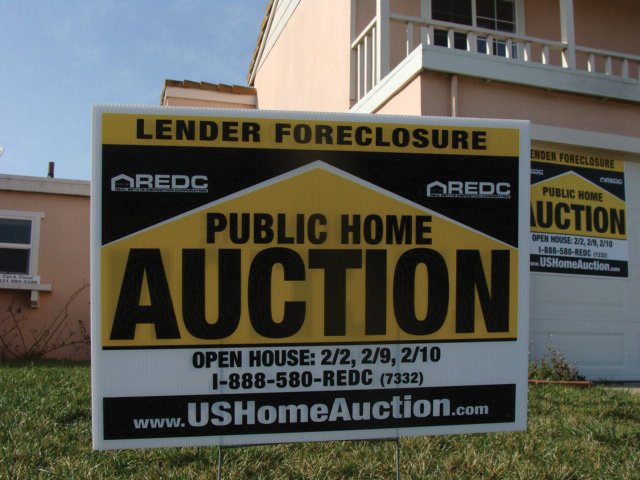 LENDER FORECLOSURE
REDC
REDC
PUBLIC HOME
AUCTION
OPEN HOUSE: 2/2, 2/9, 2/10
1-888-580-REDC (7332)
www.USHomeAuction.com
ENDER FORECLOSURE
REDC
PUBLIC HOME
AUCTION
OPEN HOUSE: 2/2, 2/9, 2/10
1-888-580-REDC (7332)
www.USHomeAuction.com